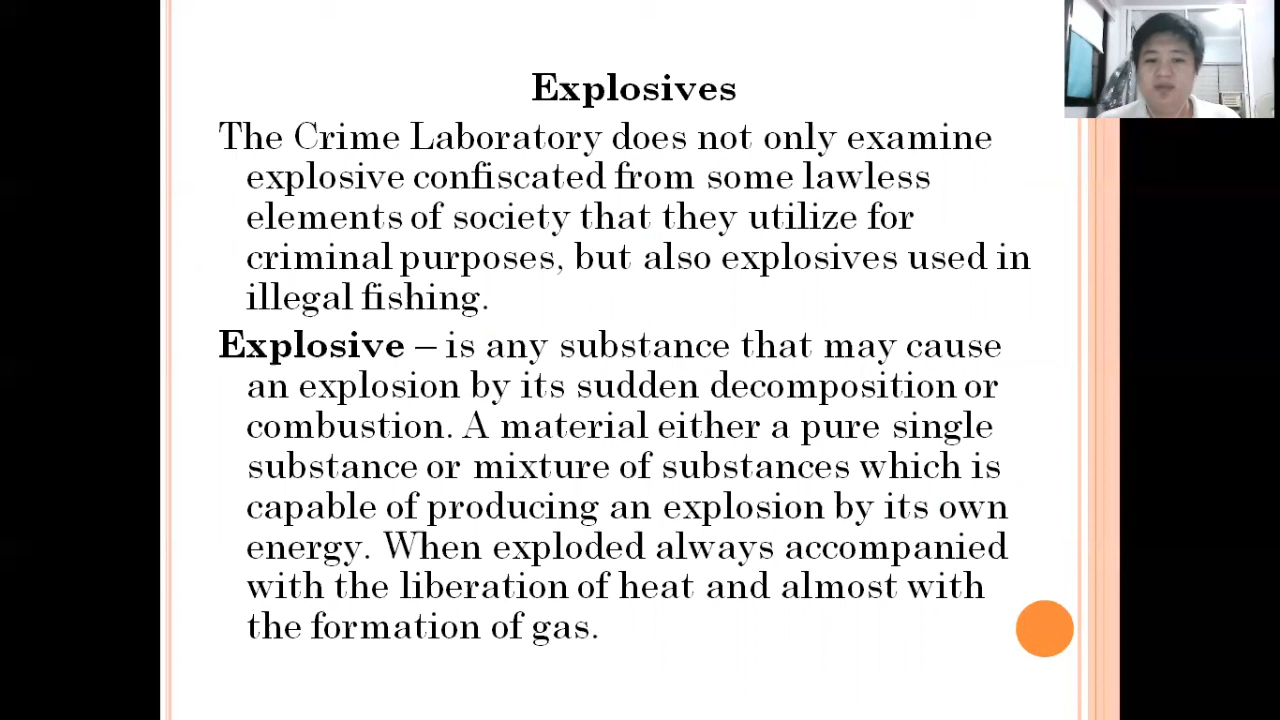 Explosives
The Crime Laboratory does not only examine
explosive confiscated from some lawless
elements of society that they utilize for
criminal purposes, but also explosives used in
illegal fishing.
Explosive – is any substance that may cause
an explosion by its sudden decomposition or
combustion. A material either a pure single
substance or mixture of substances which is
capable of producing an explosion by its own
energy. When exploded always accompanied
with the liberation of heat and almost with
the formation of gas.